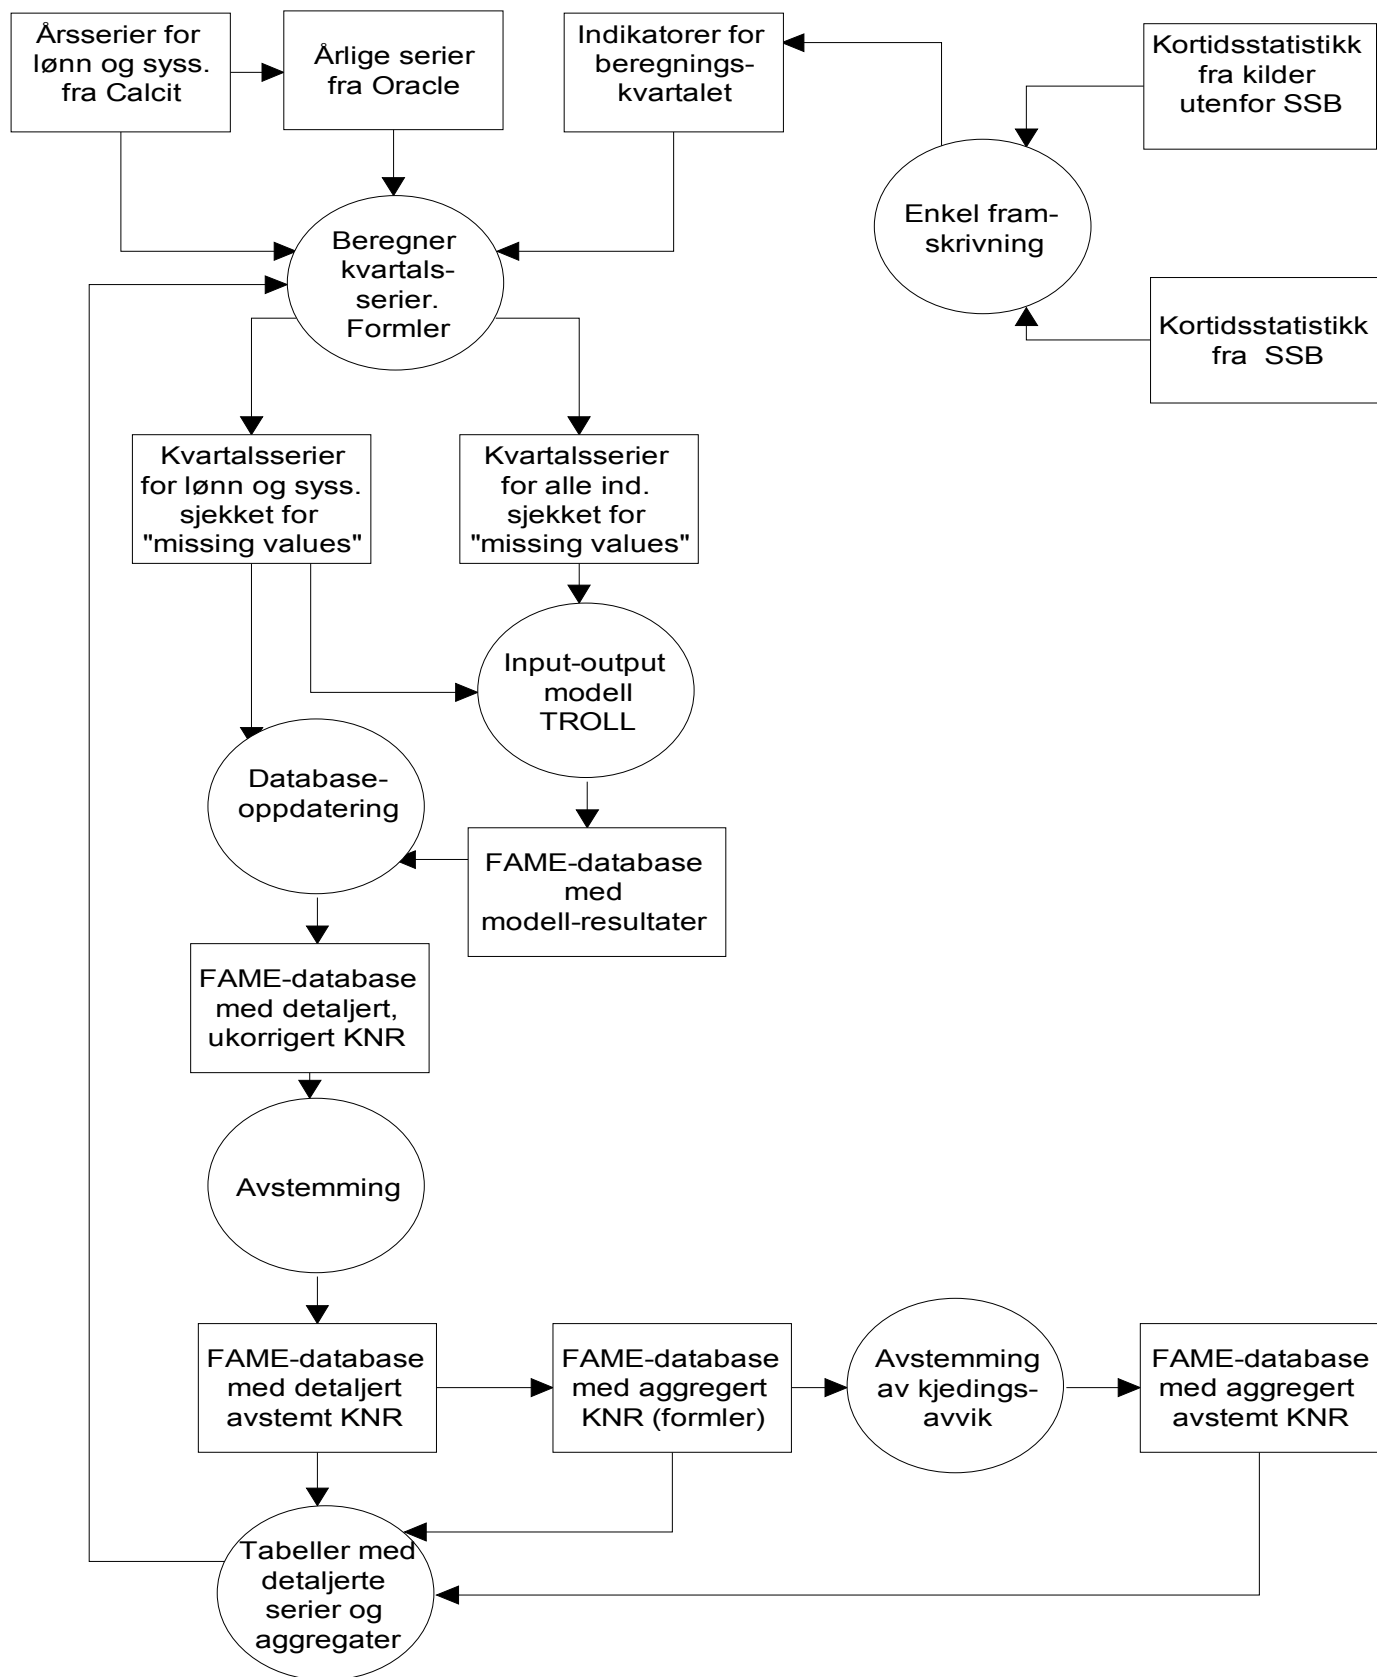 Årsserier for
lønn og syss.
fra Calcit
Årlige serier
fra Oracle
Indikatorer for
beregnings-
kvartalet
Kortidsstatistikk
fra kilder
utenfor SSB
Enkel fram-
skrivning
Beregner
kvartals-
serier.
Formler
Kortidsstatistikk
fra SSB
Kvartalsserier
for lønn og syss.
sjekket for
"missing values"
Kvartalsserier
for alle ind.
sjekket for
"missing values"
Input-output
modell
TROLL
Database-
oppdatering
FAME-database
med
modell-resultater
FAME-database
med detaljert,
ukorrigert KNR
Avstemming
FAME-database
med detaljert
avstemt KNR
FAME-database
med aggregert
KNR (formler)
Avstemming
av kjedings-
avvik
FAME-database
med aggregert
avstemt KNR
Tabeller med
detaljerte
serier og
aggregater